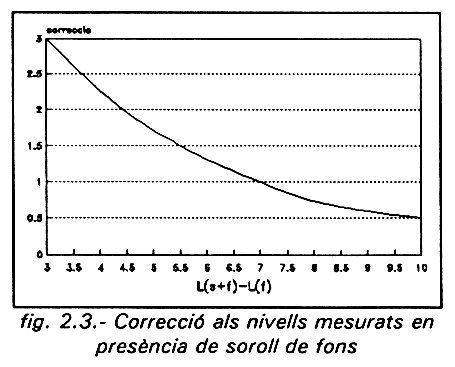 correccio
3
2.5
2
1.5
1
0.5
0
3 3.5 4 4.5 5 5.5 6 6.5 7 7.5 8 8.5 9 9.5 10
L(s+f)-L(f)
fig. 2.3.- Correcció als nivells mesurats en
presència de soroll de fons